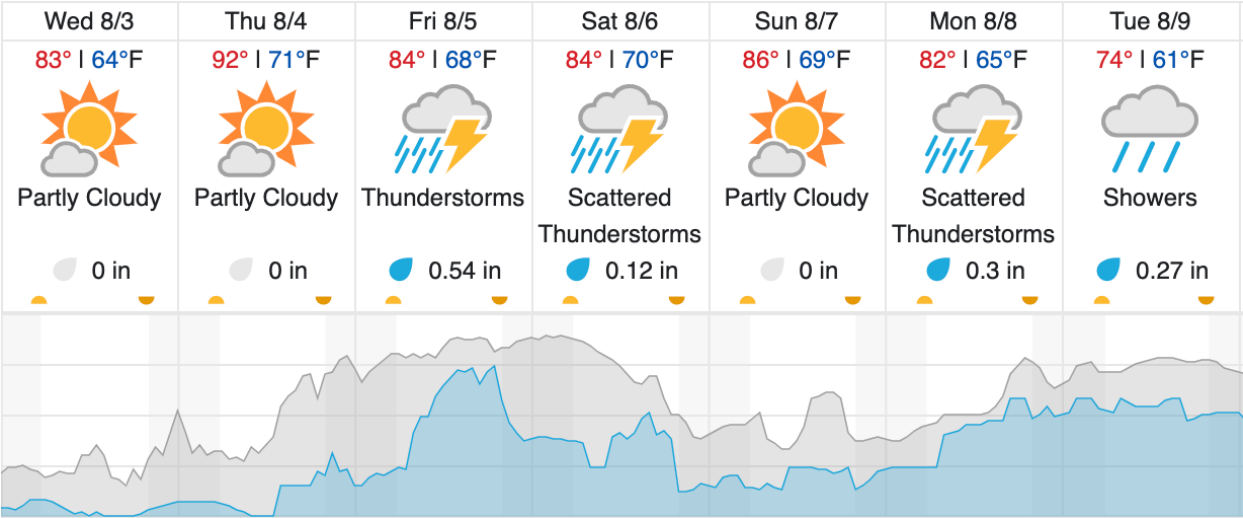 Wed 8/3 Thu 8/4 Fri 8/5 Sat 8/6 Sun 8/7 Mon 8/8 Tue 8/9
83° | 64°F 92° | 71°F 84° | 68°F 84° | 70°F 86° | 69°F 82° | 65°F 74° | 61°F
Partly Cloudy Partly Cloudy Thunderstorms Scattered Partly Cloudy Scattered Showers
Thunderstorms Thunderstorms
0 in 0 in 0.54 in 0.12 in 0 in 0.3 in 0.27 in